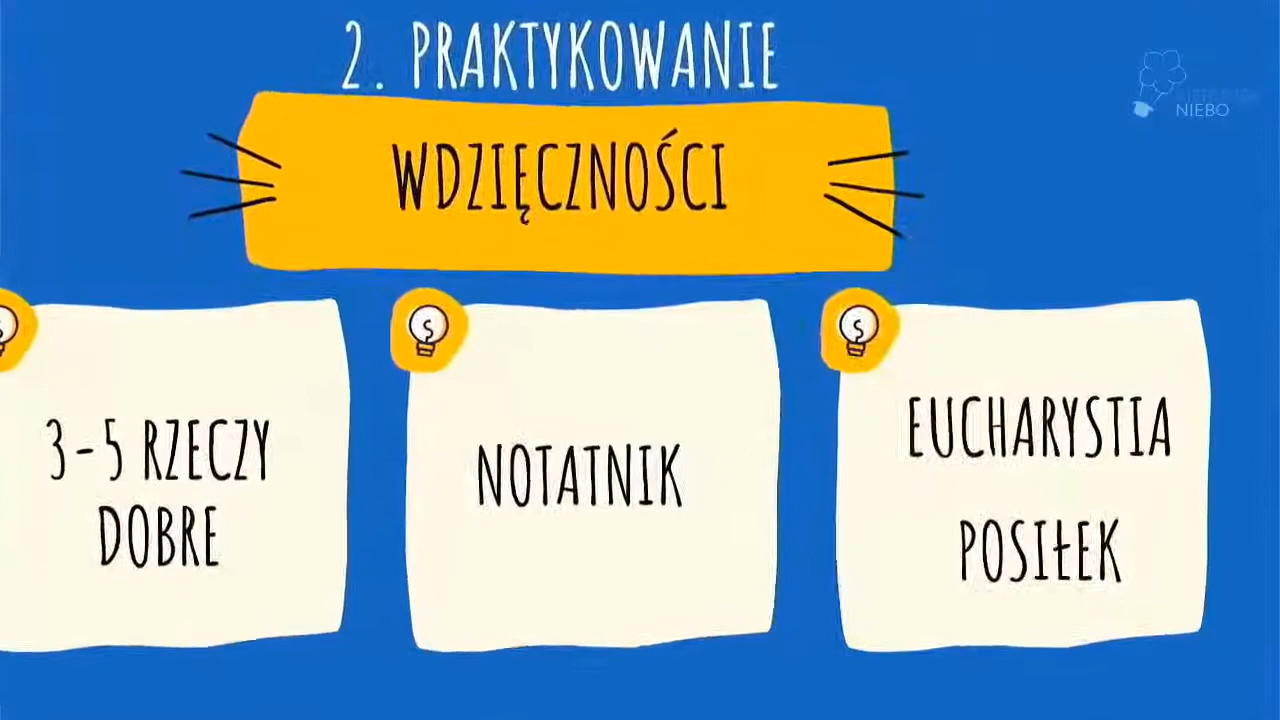 2. PRAKTYKOWANIE
WDZIĘCZNOŚCI
NIEBO
3-5 RZECZY
DOBRE
NOTATNIK
EUCHARYSTIA
POSIŁEK